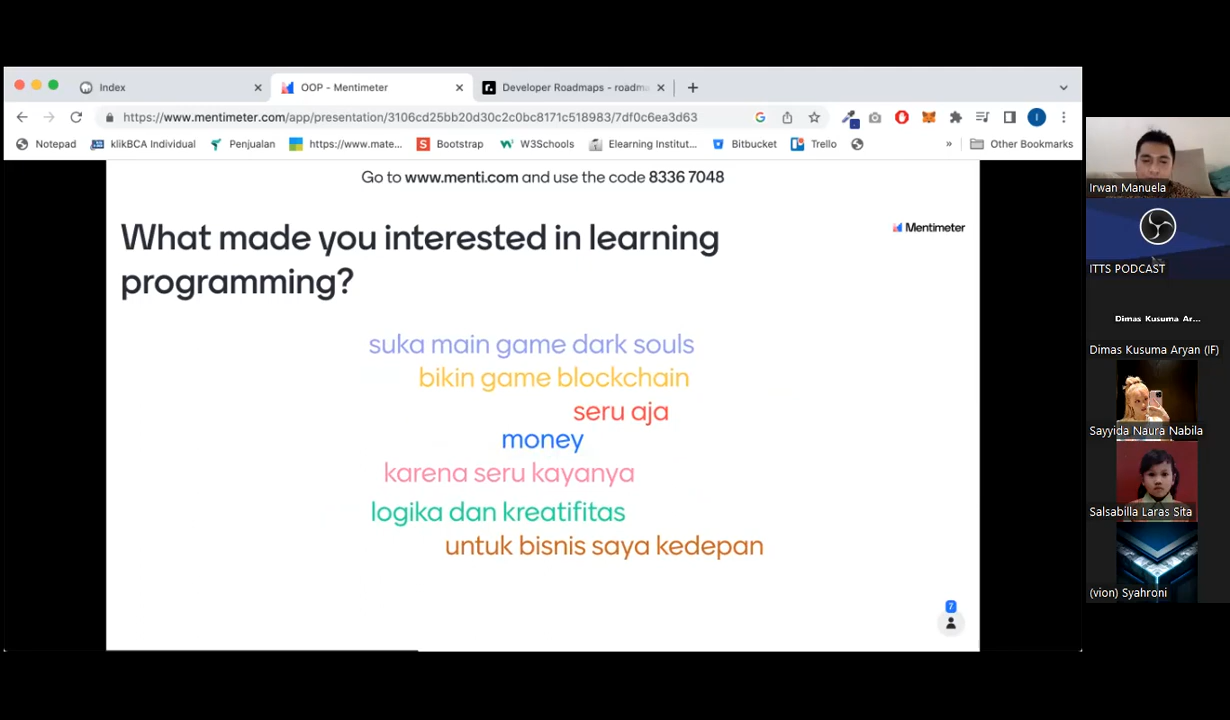 Index
OOP - Mentimeter
Developer Roadmaps - roadma
https://www.mentimeter.com/app/presentation/3106cd25bb20d30c2c0bc8171c518983/7df0c6ea3d63
Notepad
klikBCA Individual
Penjualan
https://www.mate...
Bootstrap
W3Schools
Elearning Institut...
Bitbucket
Trello
»
Other Bookmarks
Go to www.menti.com and use the code 8336 7048
What made you interested in learning
programming?
Mentimeter
suka main game dark souls
bikin game blockchain
seru aja
money
karena seru kayanya
logika dan kreatifitas
untuk bisnis saya kedepan
7
Irwan Manuela
ITTS PODCAST
Dimas Kusuma Ar...
Dimas Kusuma Aryan (IF)
Sayyida Naura Nabila
Salsabilla Laras Sita
(vion) Syahroni